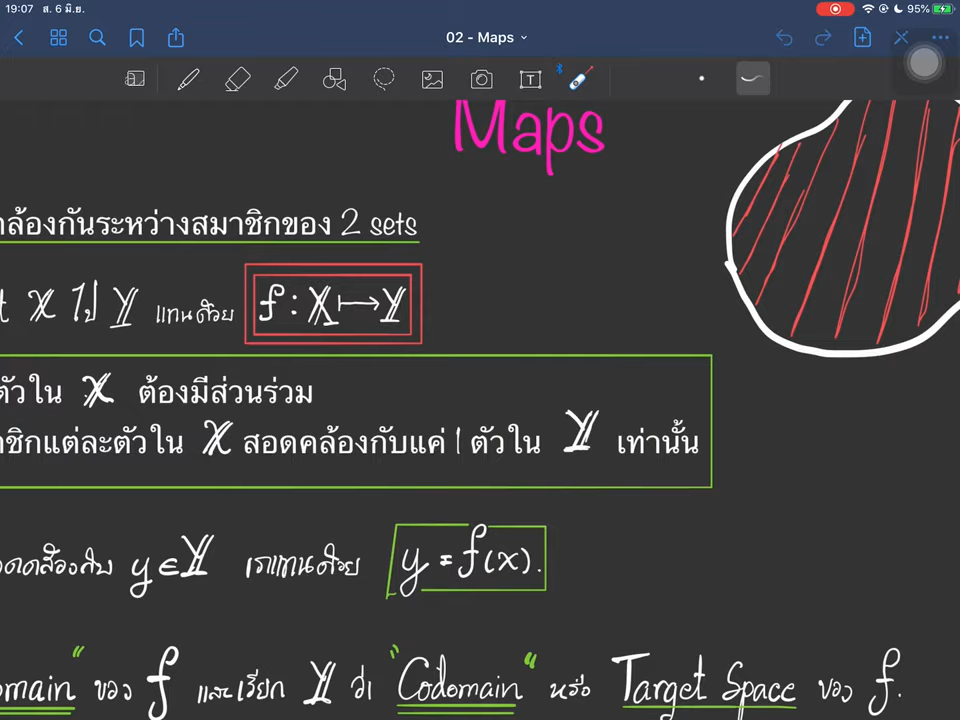 19:07 ส. 6 มิ.ย.
95%
02 - Maps
T
Maps
คล้องกันระหว่างสมาชิกของ 2 sets
t X ไป Y แทนด้วย f : X ↦ Y
ตัวใน X ต้องมีส่วนร่วม
าชิกแต่ละตัวใน X สอดคล้องกับแค่ 1 ตัวใน Y เท่านั้น
อดคล้องกับ y ∈ Y เราแทนด้วย y = f(x).
omain" ของ f และเรียก Y ว่า "Codomain" หรือ Target Space ของ f.